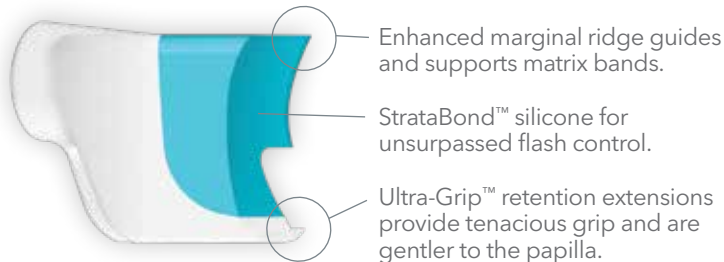 Enhanced marginal ridge guides
and supports matrix bands.
StrataBond™ silicone for
unsurpassed flash control.
Ultra-Grip™ retention extensions
provide tenacious grip and are
gentler to the papilla.